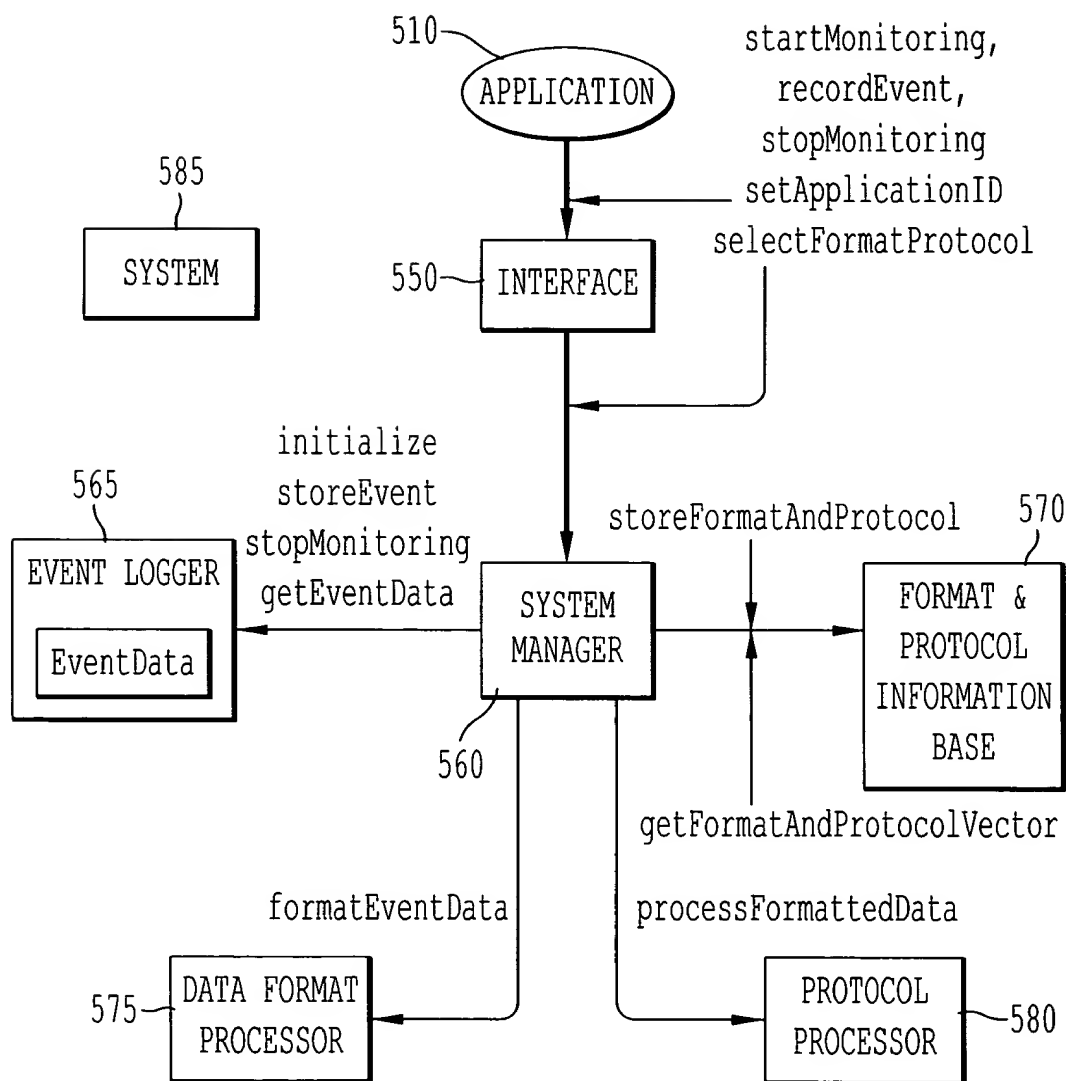 510
APPLICATION
startMonitoring,
recordEvent,
stopMonitoring
setApplicationID
selectFormatProtocol
585
SYSTEM
550
INTERFACE
initialize
storeEvent
stopMonitoring
getEventData
565
EVENT LOGGER
EventData
SYSTEM
MANAGER
560
storeFormatAndProtocol
570
FORMAT &
PROTOCOL
INFORMATION
BASE
getFormatAndProtocolVector
formatEventData
processFormattedData
575
DATA FORMAT
PROCESSOR
PROTOCOL
PROCESSOR
580